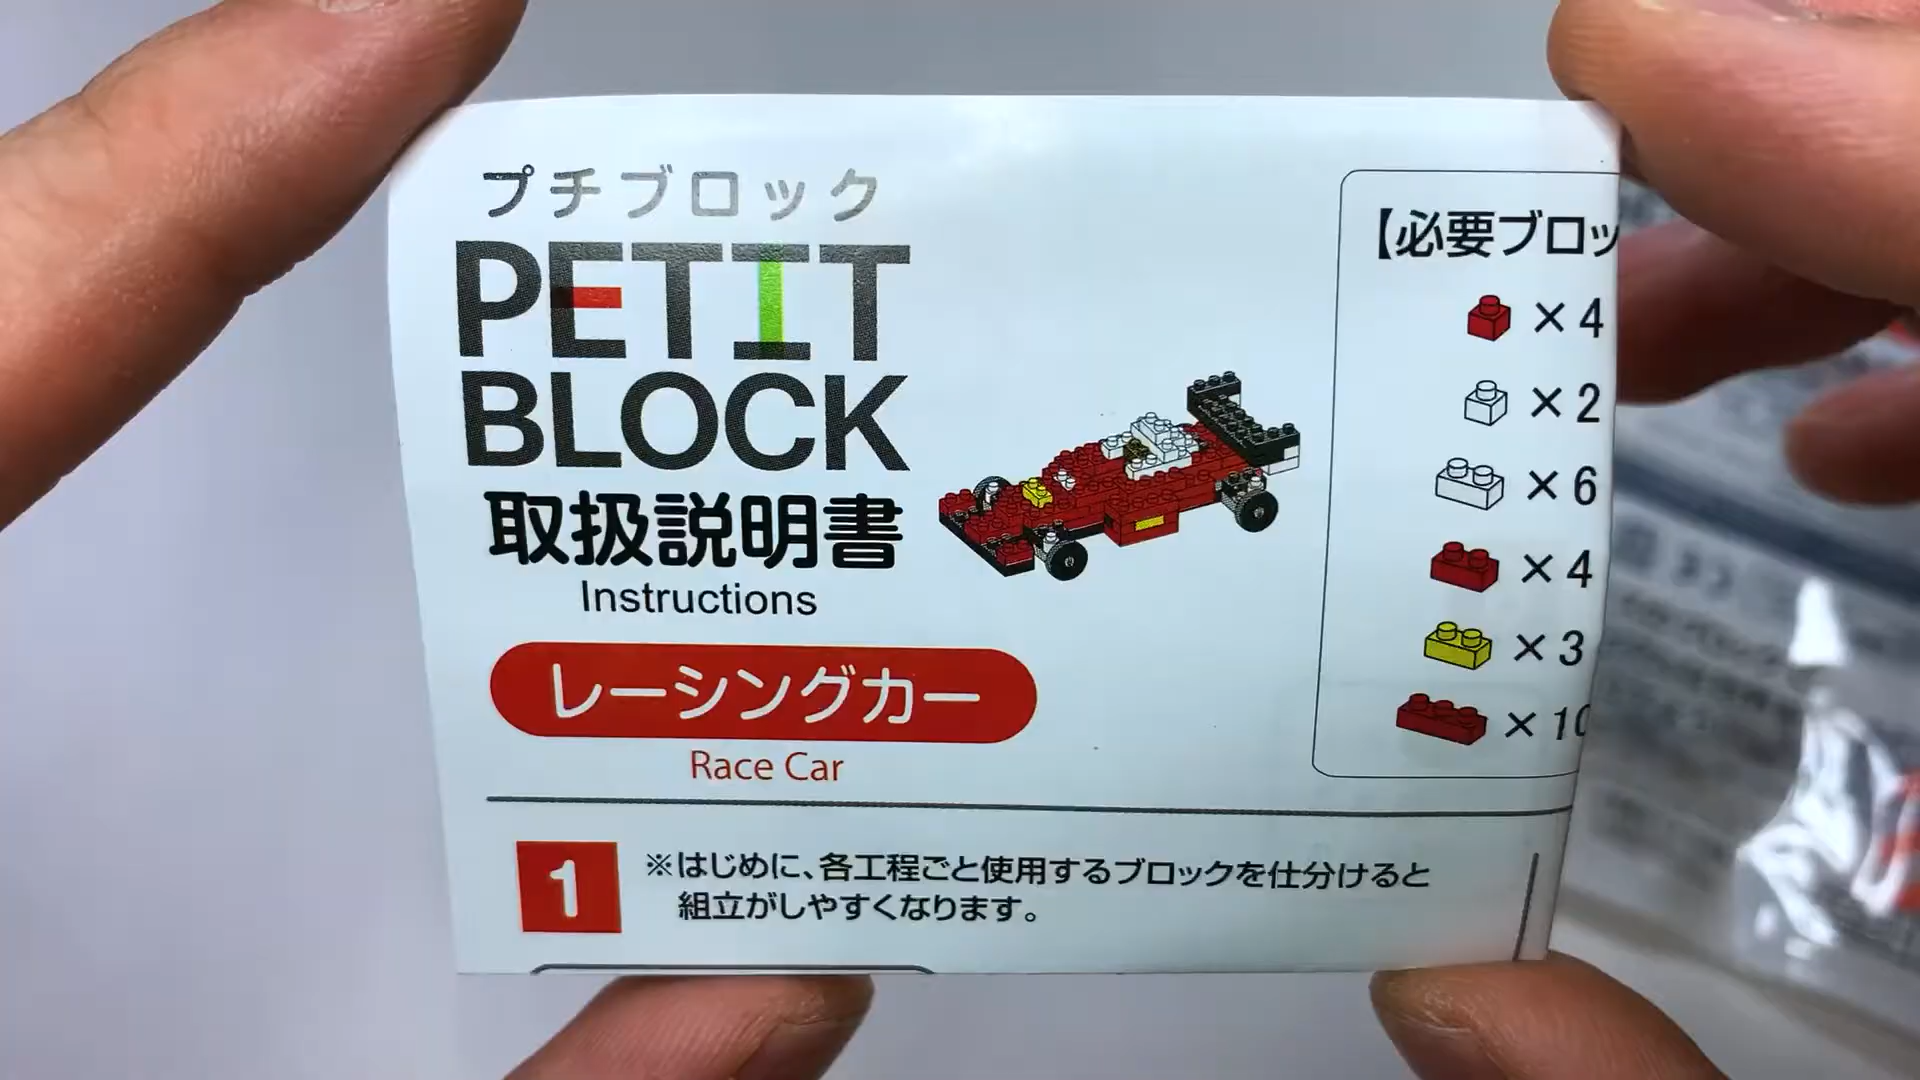 プチブロック
PETIT
BLOCK
取扱説明書
Instructions
レーシングカー
Race Car
【必要ブロッ
×4
×2
×6
×4
×3
×10
1
※はじめに、各工程ごと使用するブロックを仕分けると
組立がしやすくなります。